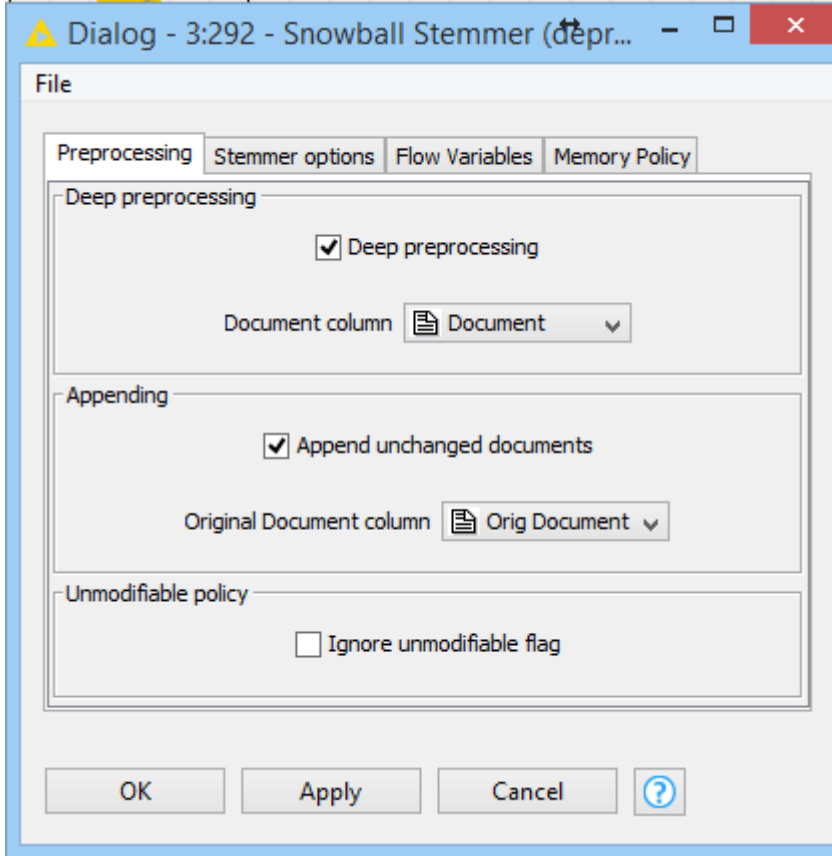 Dialog - 3:292 - Snowball Stemmer (depr...
File
Preprocessing Stemmer options Flow Variables Memory Policy
Deep preprocessing
Deep preprocessing
Document column Document
Appending
Append unchanged documents
Original Document column Orig Document
Unmodifiable policy
Ignore unmodifiable flag
OK Apply Cancel ?